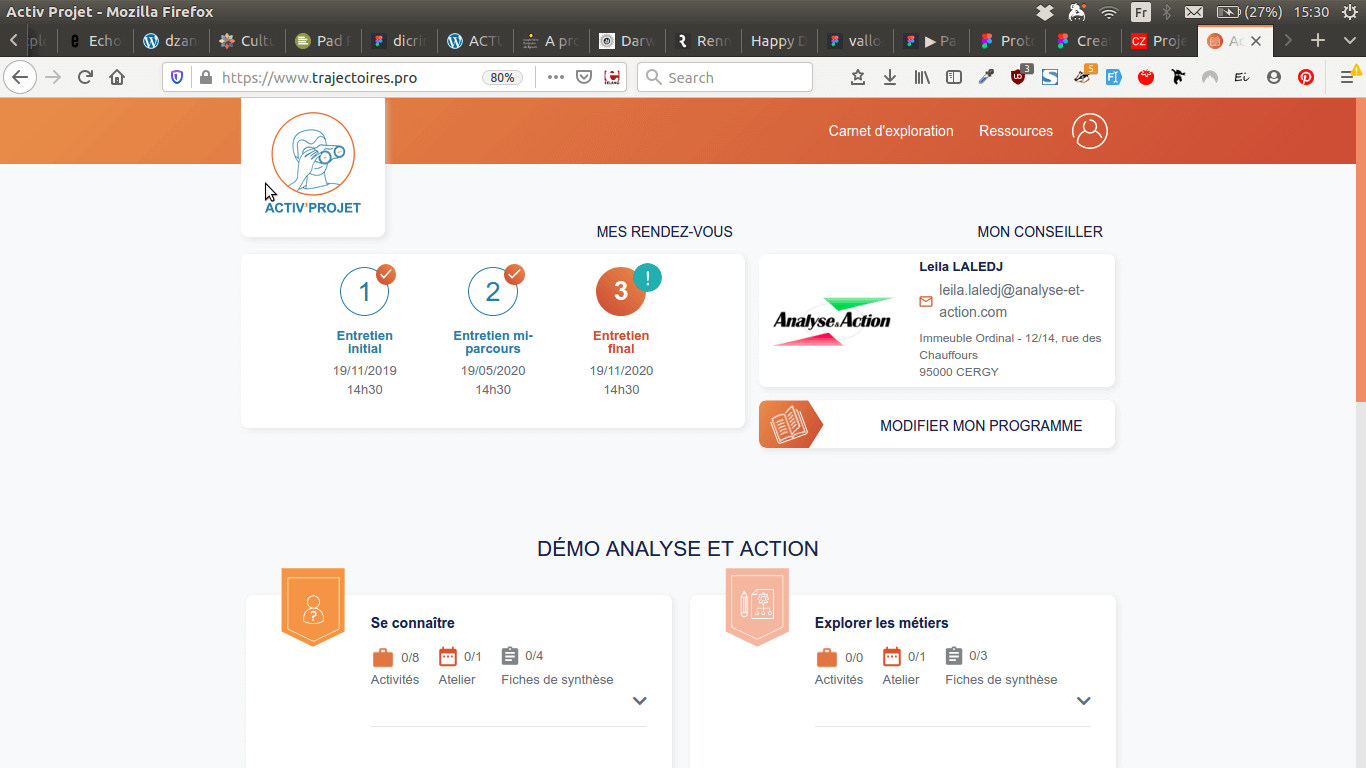 Activ Projet - Mozilla Firefox
Fr (27%) 15:30
Echo dzan Cultu Pad dicrir ACTU A pro Darw Renn Happy D vallo ▶ Pa Proto Crea Proje
https://www.trajectoires.pro 80% Search 3 5
Carnet d'exploration Ressources
ACTIV'PROJET
MES RENDEZ-VOUS
MON CONSEILLER
1 2 3 !
Entretien initial
19/11/2019
14h30
Entretien mi-
parcours
19/05/2020
14h30
Entretien
final
19/11/2020
14h30
Analyse&Action
Leila LALEDJ
leila.laledj@analyse-et-
action.com
Immeuble Ordinal - 12/14, rue des
Chauffours
95000 CERGY
MODIFIER MON PROGRAMME
DÉMO ANALYSE ET ACTION
?
Se connaître
0/8 0/1 0/4
Activités Atelier Fiches de synthèse
Explorer les métiers
0/0 0/1 0/3
Activités Atelier Fiches de synthèse